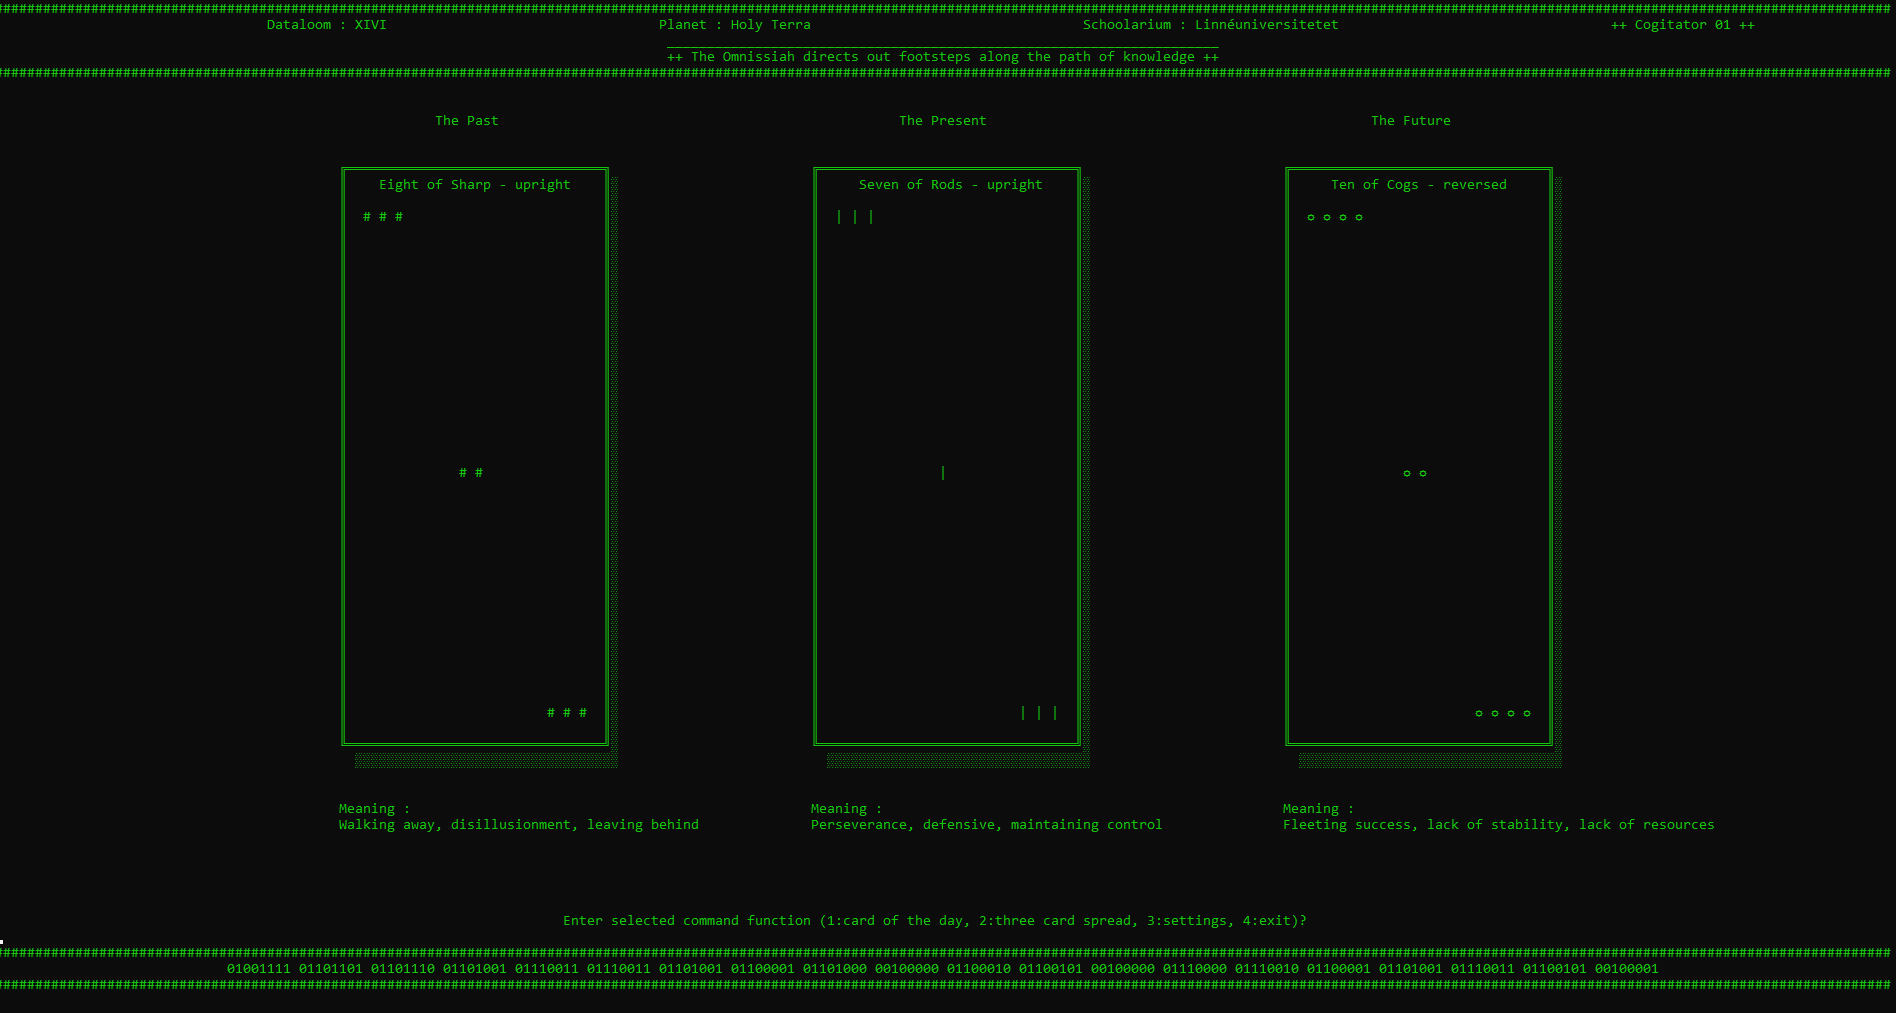 Dataloom : XIVI Planet : Holy Terra Schoolarium : Linnéuniversitetet ++ Cogitator 01 ++
++ The Omnissiah directs out footsteps along the path of knowledge ++
The Past The Present The Future
Eight of Sharp - upright Seven of Rods - upright Ten of Cogs - reversed
# # # | | | ¤ ¤ ¤ ¤
# # | ¤ ¤
# # # | | | ¤ ¤ ¤ ¤
Meaning : Meaning : Meaning :
Walking away, disillusionment, leaving behind Perseverance, defensive, maintaining control Fleeting success, lack of stability, lack of resources
Enter selected command function (1:card of the day, 2:three card spread, 3:settings, 4:exit)?
01001111 01101101 01101110 01101001 01110011 01110011 01101001 01100001 01101000 00100000 01100010 01100101 00100000 01110000 01110010 01100001 01101001 01110011 01100101 00100001